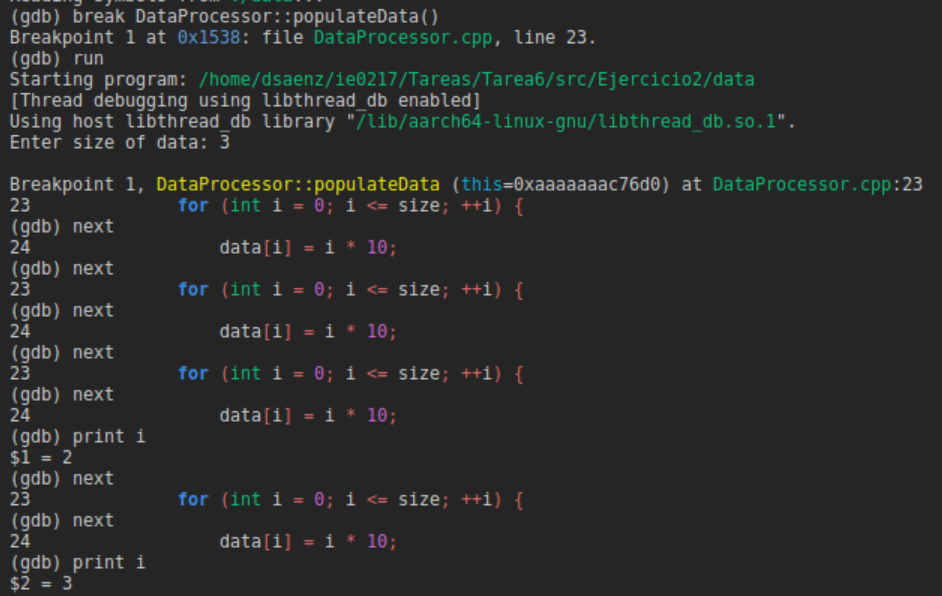 (gdb) break DataProcessor::populateData()
Breakpoint 1 at 0x1538: file DataProcessor.cpp, line 23.
(gdb) run
Starting program: /home/dsaenz/ie0217/Tareas/Tarea6/src/Ejercicio2/data
[Thread debugging using libthread_db enabled]
Using host libthread_db library "/lib/aarch64-linux-gnu/libthread_db.so.1".
Enter size of data: 3
Breakpoint 1, DataProcessor::populateData (this=0xaaaaaaac76d0) at DataProcessor.cpp:23
23 for (int i = 0; i <= size; ++i) {
(gdb) next
24 data[i] = i * 10;
(gdb) next
23 for (int i = 0; i <= size; ++i) {
(gdb) next
24 data[i] = i * 10;
(gdb) next
23 for (int i = 0; i <= size; ++i) {
(gdb) next
24 data[i] = i * 10;
(gdb) print i
$1 = 2
(gdb) next
23 for (int i = 0; i <= size; ++i) {
(gdb) next
24 data[i] = i * 10;
(gdb) print i
$2 = 3